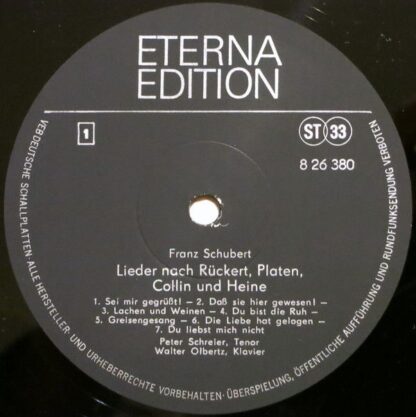 ETERNA
EDITION
1
ST 33
8 26 380
Franz Schubert
Lieder nach Rückert, Platen,
Collin und Heine
1. Sei mir gegrüßt! – 2. Daß sie hier gewesen! –
3. Lachen und Weinen – 4. Du bist die Ruh –
5. Greisengesang – 6. Die Liebe hat gelogen –
7. Du liebst mich nicht
Peter Schreier, Tenor
Walter Olbertz, Klavier
VEB DEUTSCHE SCHALLPLATTEN · ALLE HERSTELLER- UND URHEBERRECHTE VORBEHALTEN · ÜBERSPIELUNG, ÖFFENTLICHE AUFFÜHRUNG UND RUNDFUNKSENDUNG VERBOTEN